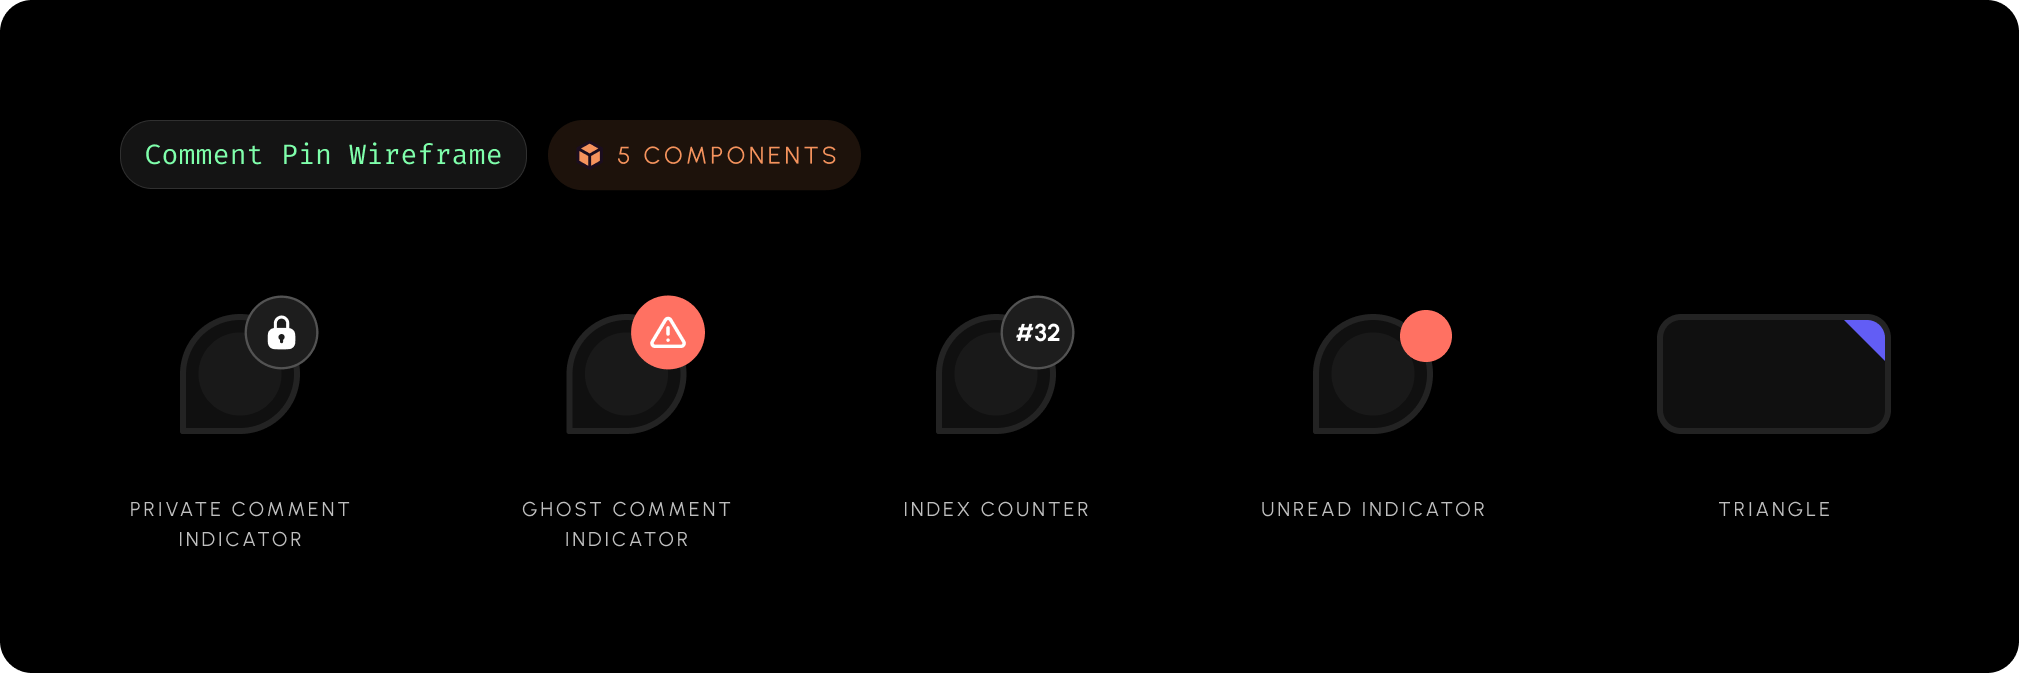 Comment Pin Wireframe
5 COMPONENTS
#32
PRIVATE COMMENT
INDICATOR
GHOST COMMENT
INDICATOR
INDEX COUNTER
UNREAD INDICATOR
TRIANGLE